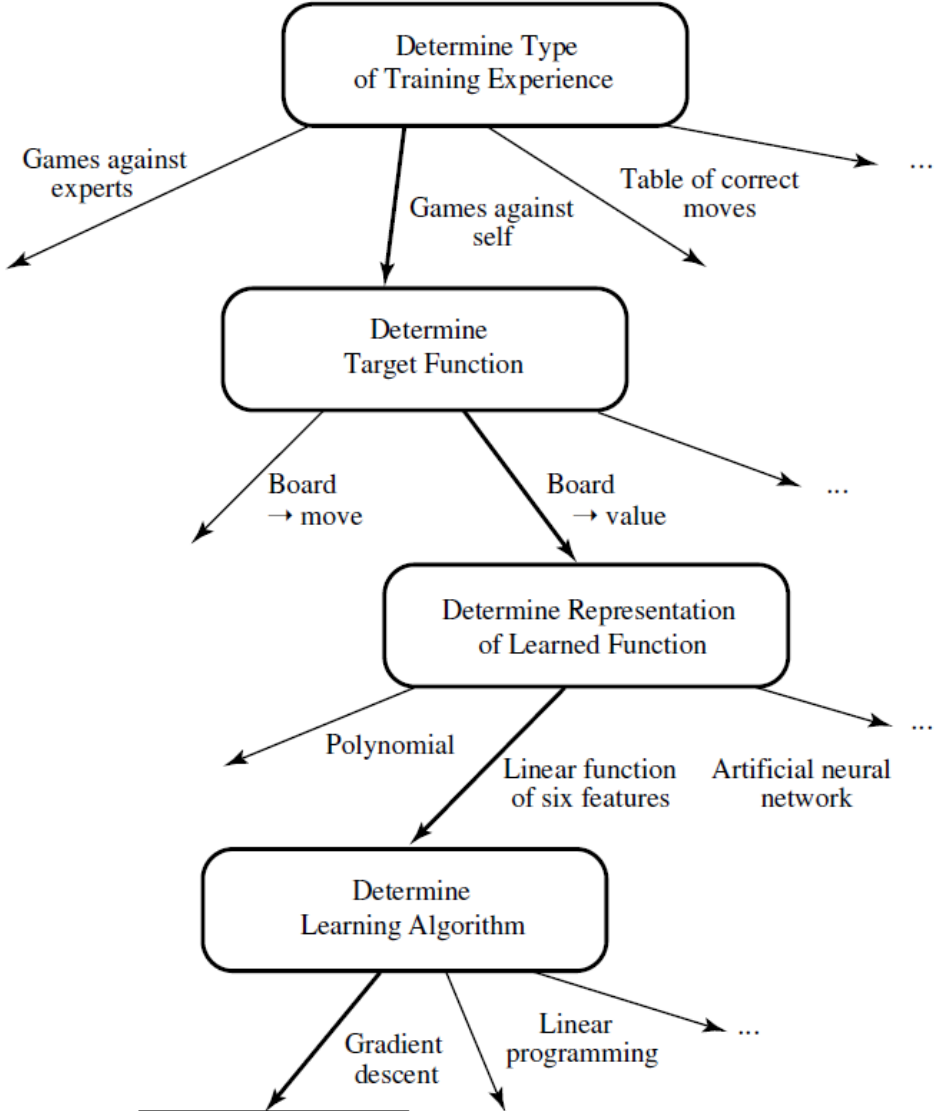 Determine Type
of Training Experience
Games against
experts
Games against
self
Table of correct
moves
...
Determine
Target Function
Board
→ move
Board
→ value
...
Determine Representation
of Learned Function
Polynomial
Linear function
of six features
Artificial neural
network
...
Determine
Learning Algorithm
Gradient
descent
Linear
programming
...